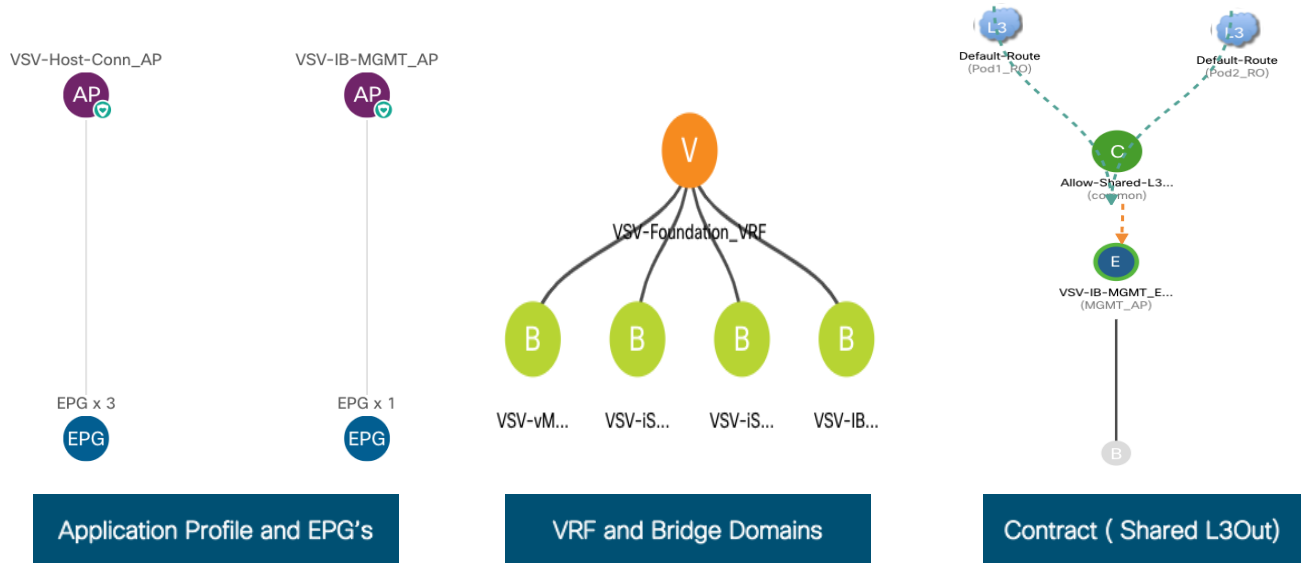 VSV-Host-Conn_AP
AP
EPG x 3
EPG
VSV-IB-MGMT_AP
AP
EPG x 1
EPG
Application Profile and EPG's
V
VSV-Foundation_VRF
B
B
B
B
VSV-vM...
VSV-iS...
VSV-iS...
VSV-IB...
VRF and Bridge Domains
L3
Default-Route
(Pod1_RO)
L3
Default-Route
(Pod2_RO)
C
Allow-Shared-L3...
(common)
E
VSV-IB-MGMT_E...
(MGMT_AP)
B
Contract ( Shared L3Out)